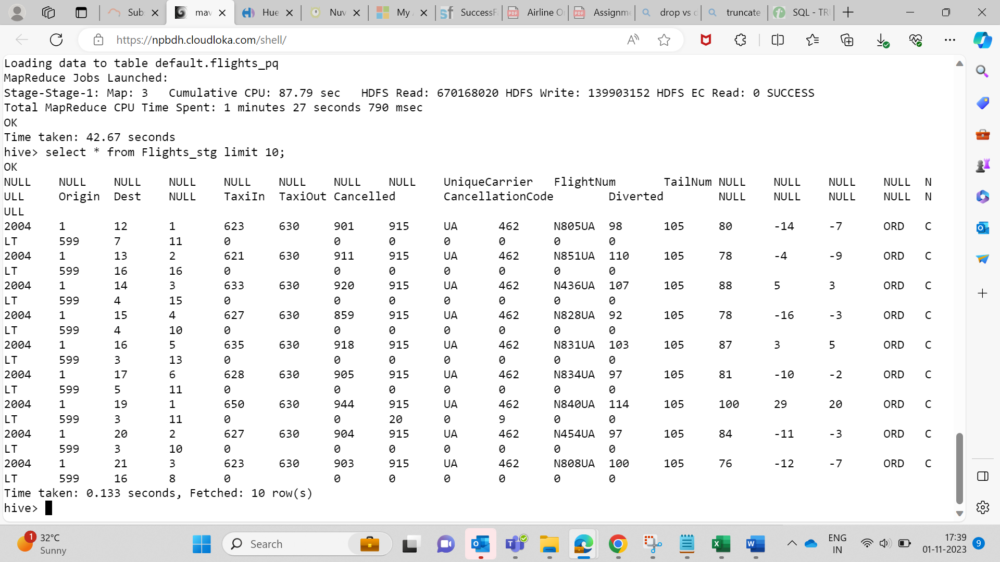 Sub
mav
Hue
Nuv
My A
SuccessF
Airline O
Assignme
drop vs d
truncate
SQL - TR
https://npbdh.cloudloka.com/shell/
Loading data to table default.flights_pq
MapReduce Jobs Launched:
Stage-Stage-1: Map: 3   Cumulative CPU: 87.79 sec   HDFS Read: 670168020 HDFS Write: 139903152 HDFS EC Read: 0 SUCCESS
Total MapReduce CPU Time Spent: 1 minutes 27 seconds 790 msec
OK
Time taken: 42.67 seconds
hive> select * from Flights_stg limit 10;
OK
NULL NULL NULL NULL NULL NULL NULL NULL UniqueCarrier FlightNum TailNum NULL NULL NULL NULL N
ULL Origin Dest NULL TaxiIn TaxiOut Cancelled CancellationCode Diverted NULL NULL NULL NULL N
ULL
2004 1 12 1 623 630 901 915 UA 462 N805UA 98 105 80 -14 -7 ORD C
LT 599 7 11 0 0 0 0 0 0 0
2004 1 13 2 621 630 911 915 UA 462 N851UA 110 105 78 -4 -9 ORD C
LT 599 16 16 0 0 0 0 0 0 0
2004 1 14 3 633 630 920 915 UA 462 N436UA 107 105 88 5 3 ORD C
LT 599 4 15 0 0 0 0 0 0 0
2004 1 15 4 627 630 859 915 UA 462 N828UA 92 105 78 -16 -3 ORD C
LT 599 4 10 0 0 0 0 0 0 0
2004 1 16 5 635 630 918 915 UA 462 N831UA 103 105 87 3 5 ORD C
LT 599 3 13 0 0 0 0 0 0 0
2004 1 17 6 628 630 905 915 UA 462 N834UA 97 105 81 -10 -2 ORD C
LT 599 5 11 0 0 0 0 0 0 0
2004 1 19 1 650 630 944 915 UA 462 N840UA 114 105 100 29 20 ORD C
LT 599 3 11 0 0 20 0 9 0 0
2004 1 20 2 627 630 904 915 UA 462 N454UA 97 105 84 -11 -3 ORD C
LT 599 3 10 0 0 0 0 0 0 0
2004 1 21 3 623 630 903 915 UA 462 N808UA 100 105 76 -12 -7 ORD C
LT 599 16 8 0 0 0 0 0 0 0
Time taken: 0.133 seconds, Fetched: 10 row(s)
hive>
1
32°C
Sunny
Search
ENG
IN
17:39
01-11-2023
9